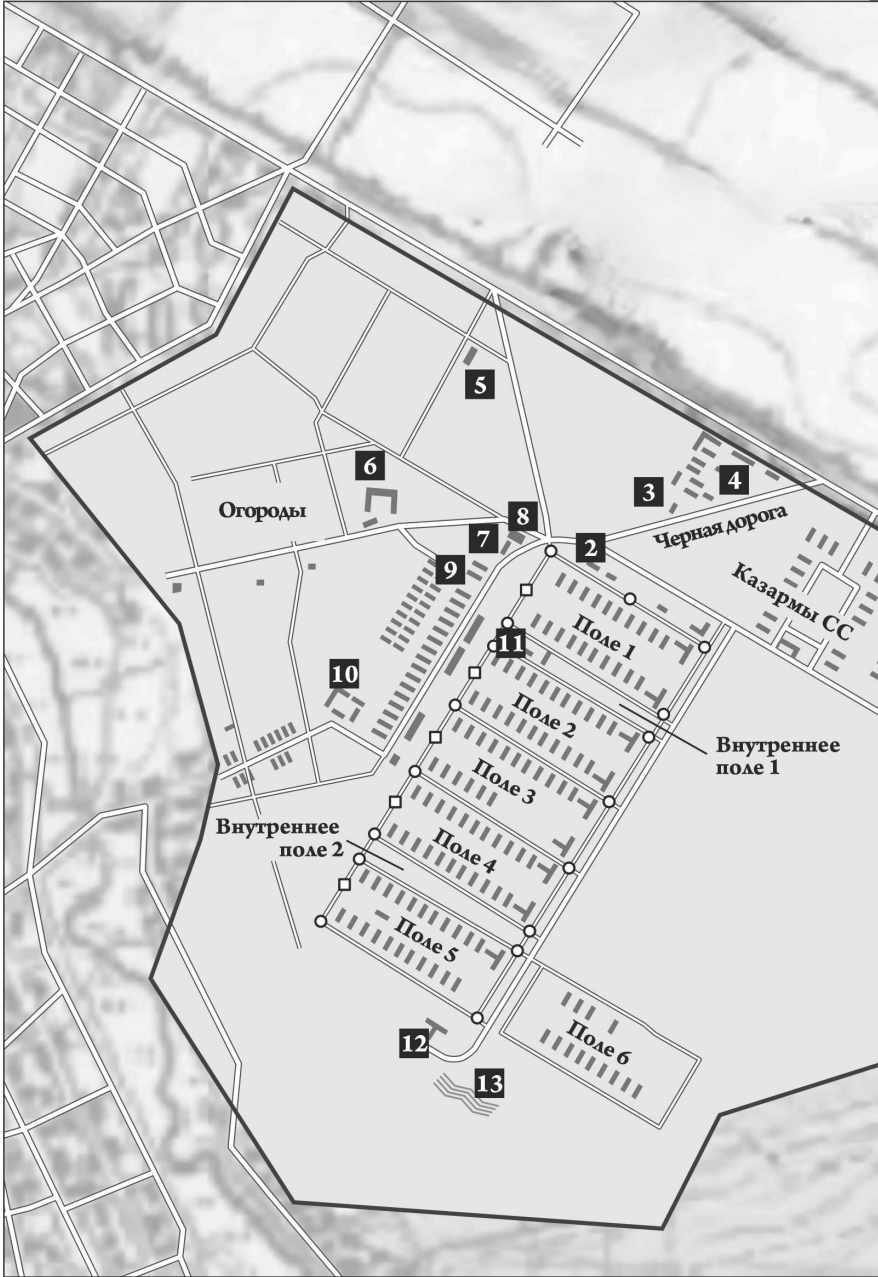 5
4
6
3
Огороды
8
Черная дорога
7
2
9
Казармы СС
Поле 1
11
10
Поле 2
Внутреннее
поле 1
Поле 3
Внутреннее
поле 2
Поле 4
Поле 5
12
Поле 6
13